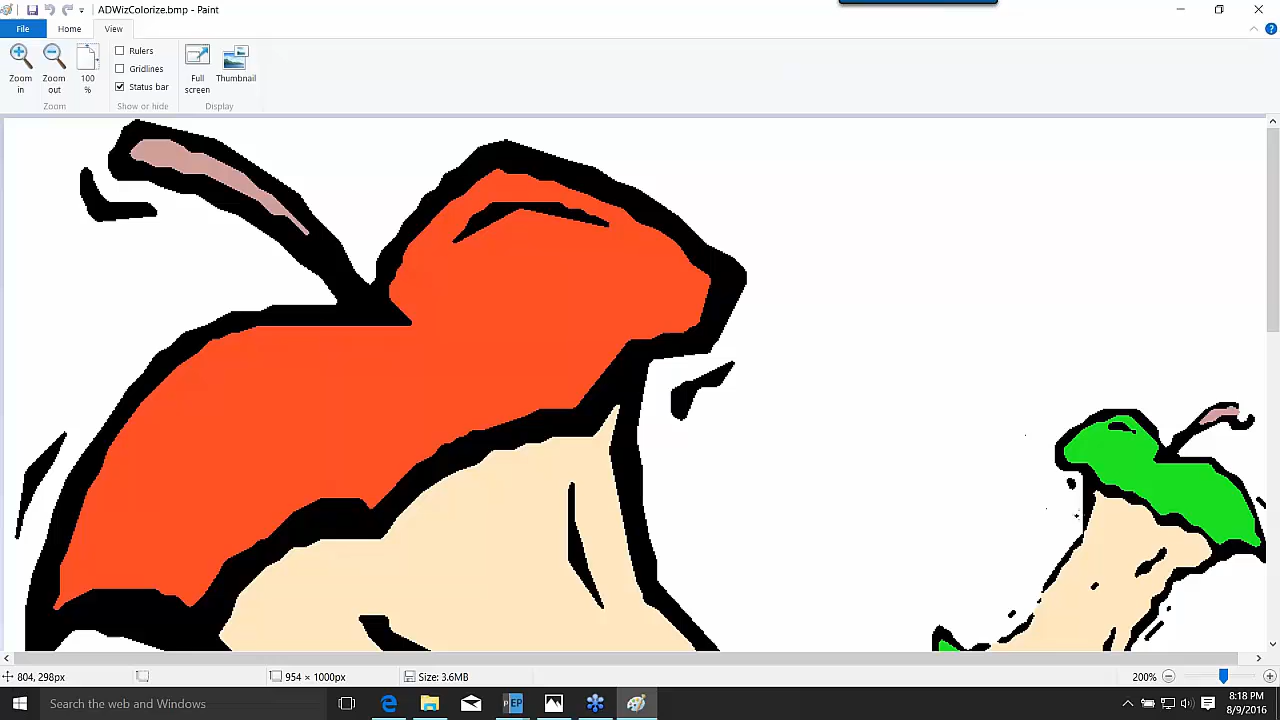 ADWizColorize.bmp - Paint
File Home View
Zoom in
Zoom out
100 %
Rulers
Gridlines
Status bar
Full screen
Thumbnail
Zoom
Show or hide
Display
804, 298px
954 × 1000px
Size: 3.6MB
200%
Search the web and Windows
PEP
8:18 PM
8/9/2016